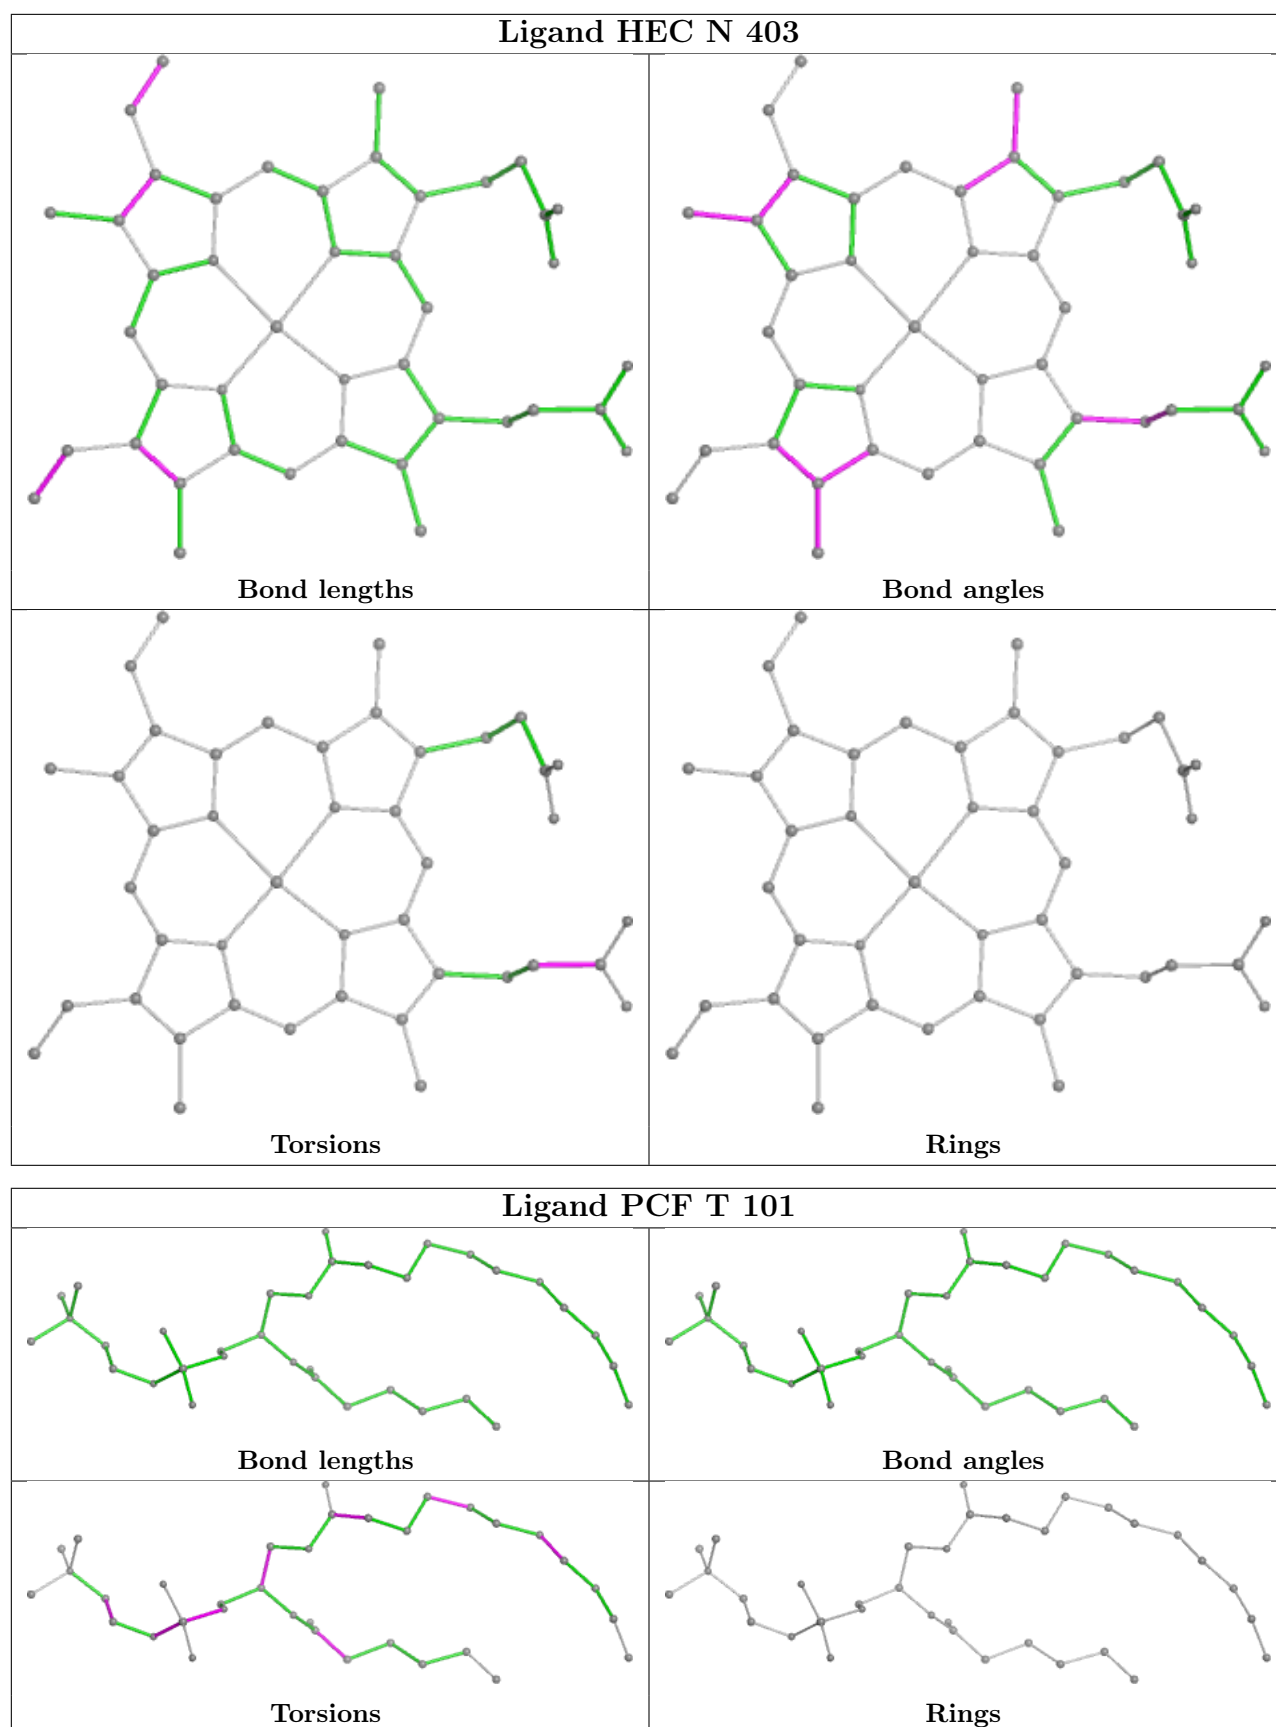 Ligand HEC N 403
Bond lengths
Bond angles
Torsions
Rings
Ligand PCF T 101
Bond lengths
Bond angles
Torsions
Rings